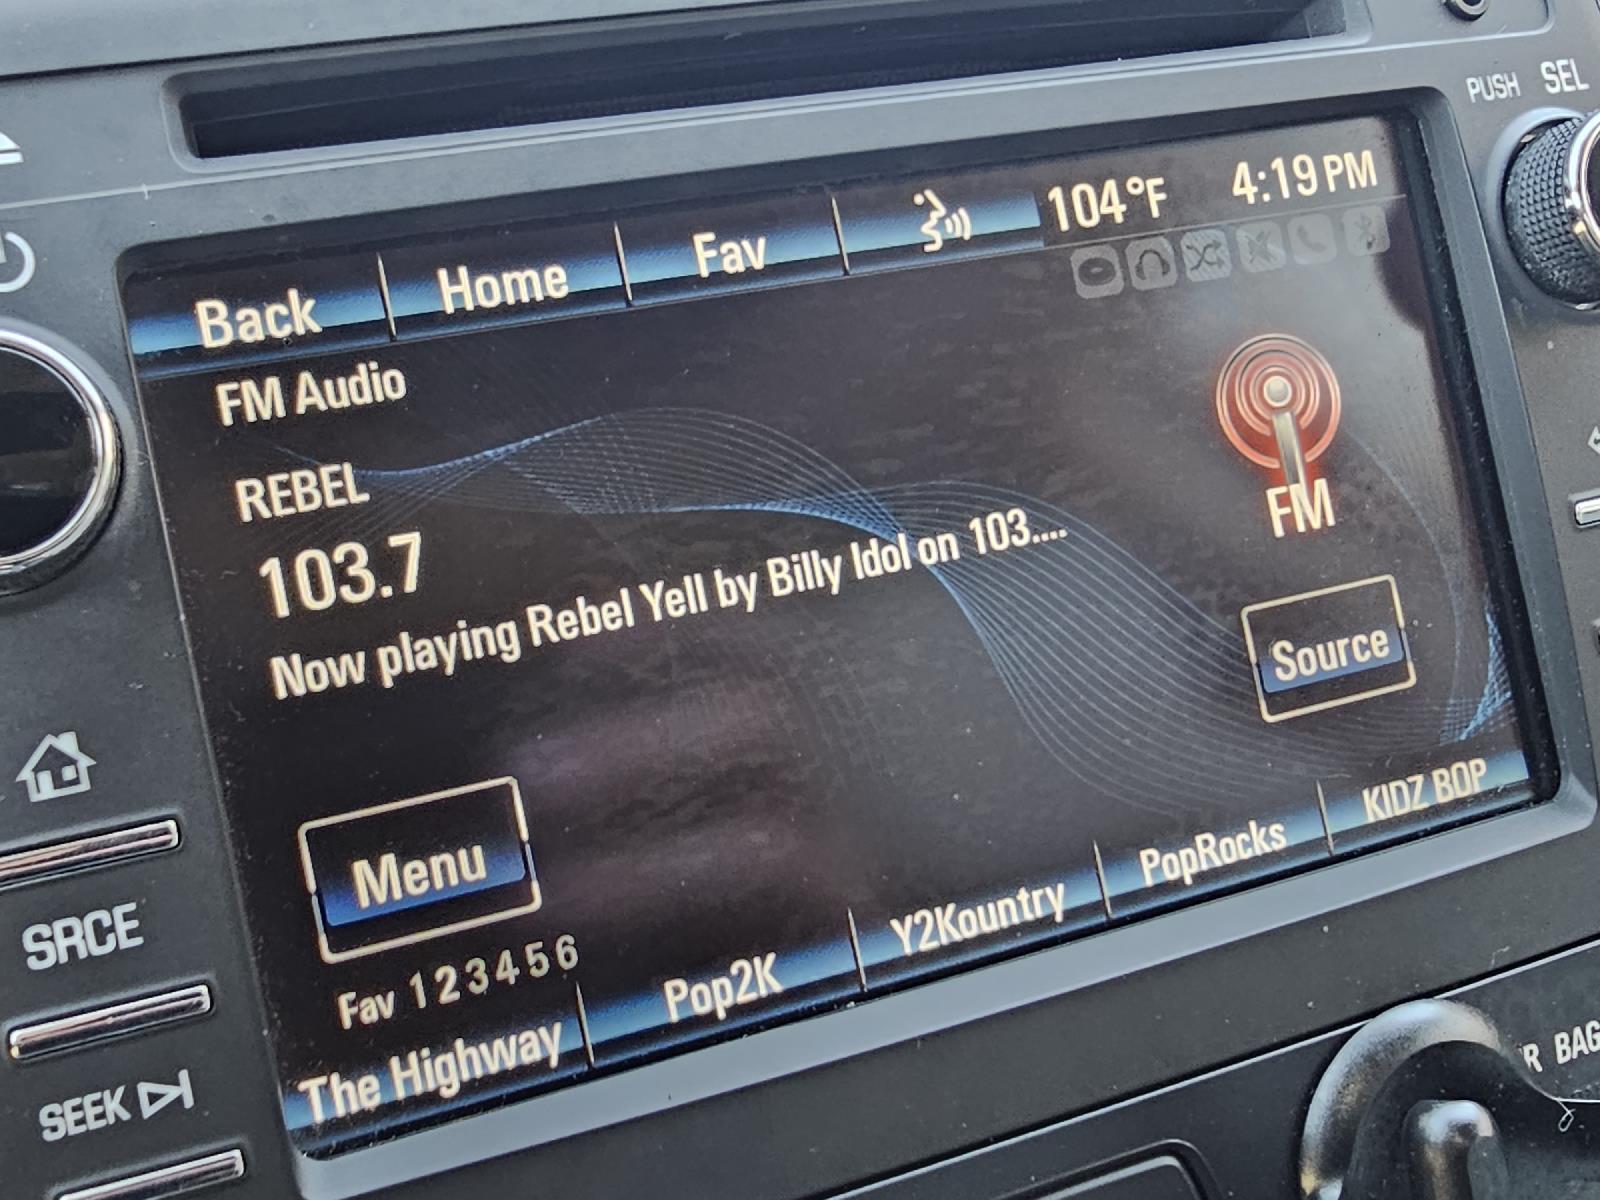 PUSH SEL
Back Home Fav 104°F 4:19 PM
FM Audio
REBEL
103.7
FM
Now playing Rebel Yell by Billy Idol on 103....
Source
Menu
SRCE
Fav 1 2 3 4 5 6
The Highway Pop2K Y2Kountry PopRocks KIDZ BOP
SEEK
R BAG